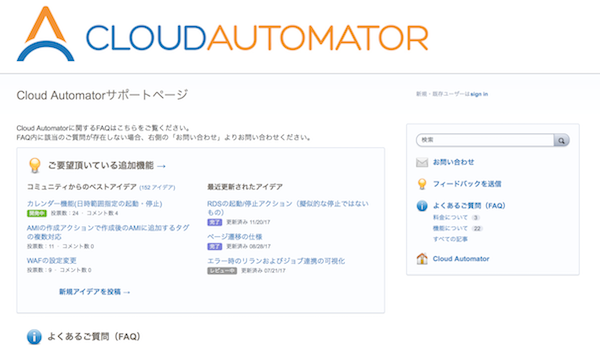 CLOUDAUTOMATOR
Cloud Automatorサポートページ
新規・既存ユーザーはsign in
Cloud Automatorに関するFAQはこちらをご覧ください。
FAQ内に該当のご質問が存在しない場合、右側の「お問い合わせ」よりお問い合わせください。
ご要望頂いている追加機能 →
コミュニティからのベストアイデア (162 アイデア)
カレンダー機能(日時範囲指定の起動・停止)
開発中 投票数：24 ・ コメント数 4
AMIの作成アクションで作成後のAMIに追加するタグ
の複数対応
投票数：11 ・ コメント数 0
WAFの設定変更
投票数：9 ・ コメント数 0
新規アイデアを投稿 →
最近更新されたアイデア
RDSの起動/停止アクション（擬似的な停止ではない
もの）
完了 更新済み 11/20/17
ページ遷移の仕様
完了 更新済み 08/28/17
エラー時のリランおよびジョブ連携の可視化
レビュー中 更新済み 07/21/17
検索
お問い合わせ
フィードバックを送信
よくあるご質問（FAQ）
料金について 3
機能について 22
すべての記事
Cloud Automator
よくあるご質問（FAQ）